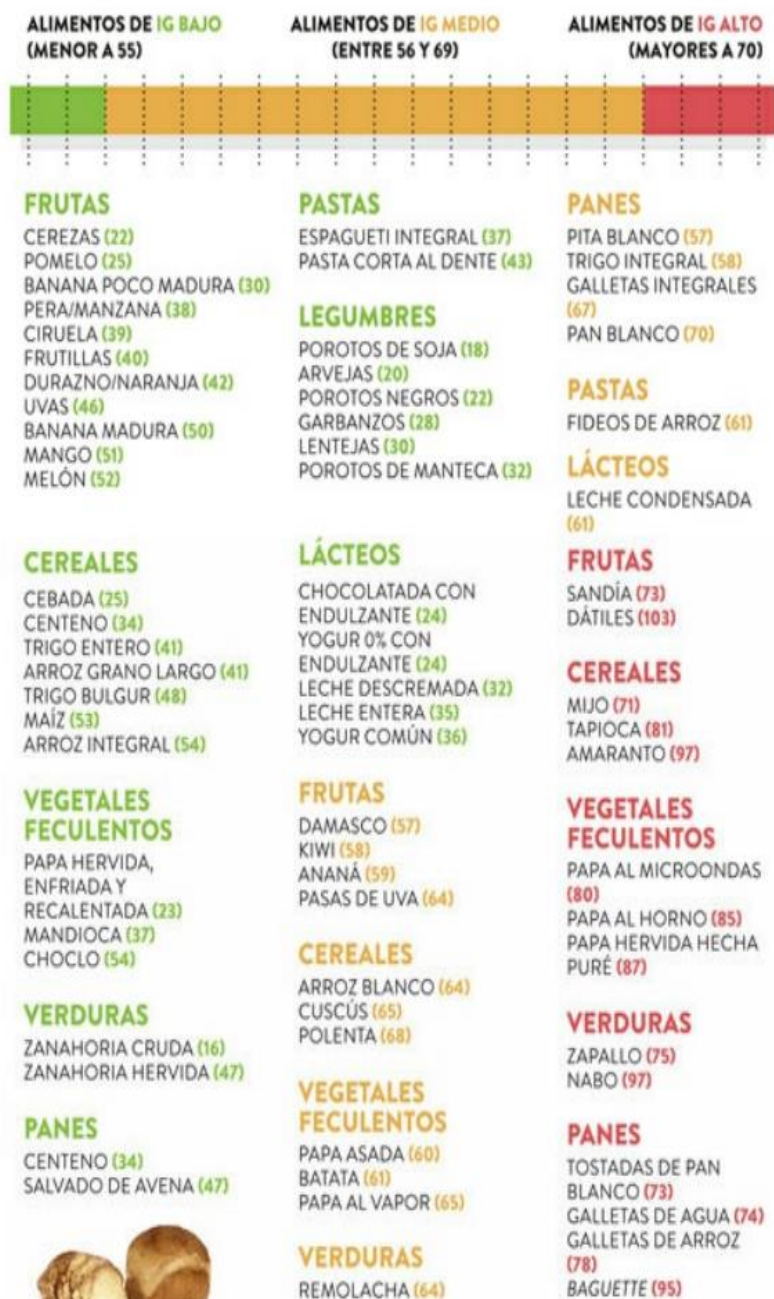 ALIMENTOS DE IG BAJO
(MENOR A 55)
ALIMENTOS DE IG MEDIO
(ENTRE 56 Y 69)
ALIMENTOS DE IG ALTO
(MAYORES A 70)
FRUTAS
CEREZAS (22)
POMELO (25)
BANANA POCO MADURA (30)
PERA/MANZANA (38)
CIRUELA (39)
FRUTILLAS (40)
DURAZNO/NARANJA (42)
UVAS (46)
BANANA MADURA (50)
MANGO (51)
MELÓN (52)
CEREALES
CEBADA (25)
CENTENO (34)
TRIGO ENTERO (41)
ARROZ GRANO LARGO (41)
TRIGO BULGUR (48)
MAÍZ (53)
ARROZ INTEGRAL (54)
VEGETALES
FECULENTOS
PAPA HERVIDA,
ENFRIADA Y
RECALENTADA (23)
MANDIOCA (37)
CHOCLO (54)
VERDURAS
ZANAHORIA CRUDA (16)
ZANAHORIA HERVIDA (47)
PANES
CENTENO (34)
SALVADO DE AVENA (47)
PASTAS
ESPAGUETI INTEGRAL (37)
PASTA CORTA AL DENTE (43)
LEGUMBRES
POROTOS DE SOJA (18)
ARVEJAS (20)
POROTOS NEGROS (22)
GARBANZOS (28)
LENTEJAS (30)
POROTOS DE MANTECA (32)
LÁCTEOS
CHOCOLATADA CON
ENDULZANTE (24)
YOGUR 0% CON
ENDULZANTE (24)
LECHE DESCREMADA (32)
LECHE ENTERA (35)
YOGUR COMÚN (36)
FRUTAS
DAMASCO (57)
KIWI (58)
ANANÁ (59)
PASAS DE UVA (64)
CEREALES
ARROZ BLANCO (64)
CUSCÚS (65)
POLENTA (68)
VEGETALES
FECULENTOS
PAPA ASADA (60)
BATATA (61)
PAPA AL VAPOR (65)
VERDURAS
REMOLACHA (64)
PANES
PITA BLANCO (57)
TRIGO INTEGRAL (58)
GALLETAS INTEGRALES
(67)
PAN BLANCO (70)
PASTAS
FIDEOS DE ARROZ (61)
LÁCTEOS
LECHE CONDENSADA
(61)
FRUTAS
SANDÍA (73)
DÁTILES (103)
CEREALES
MIJO (71)
TAPIOCA (81)
AMARANTO (97)
VEGETALES
FECULENTOS
PAPA AL MICROONDAS
(80)
PAPA AL HORNO (85)
PAPA HERVIDA HECHA
PURÉ (87)
VERDURAS
ZAPALLO (75)
NABO (97)
PANES
TOSTADAS DE PAN
BLANCO (73)
GALLETAS DE AGUA (74)
GALLETAS DE ARROZ
(78)
BAGUETTE (95)